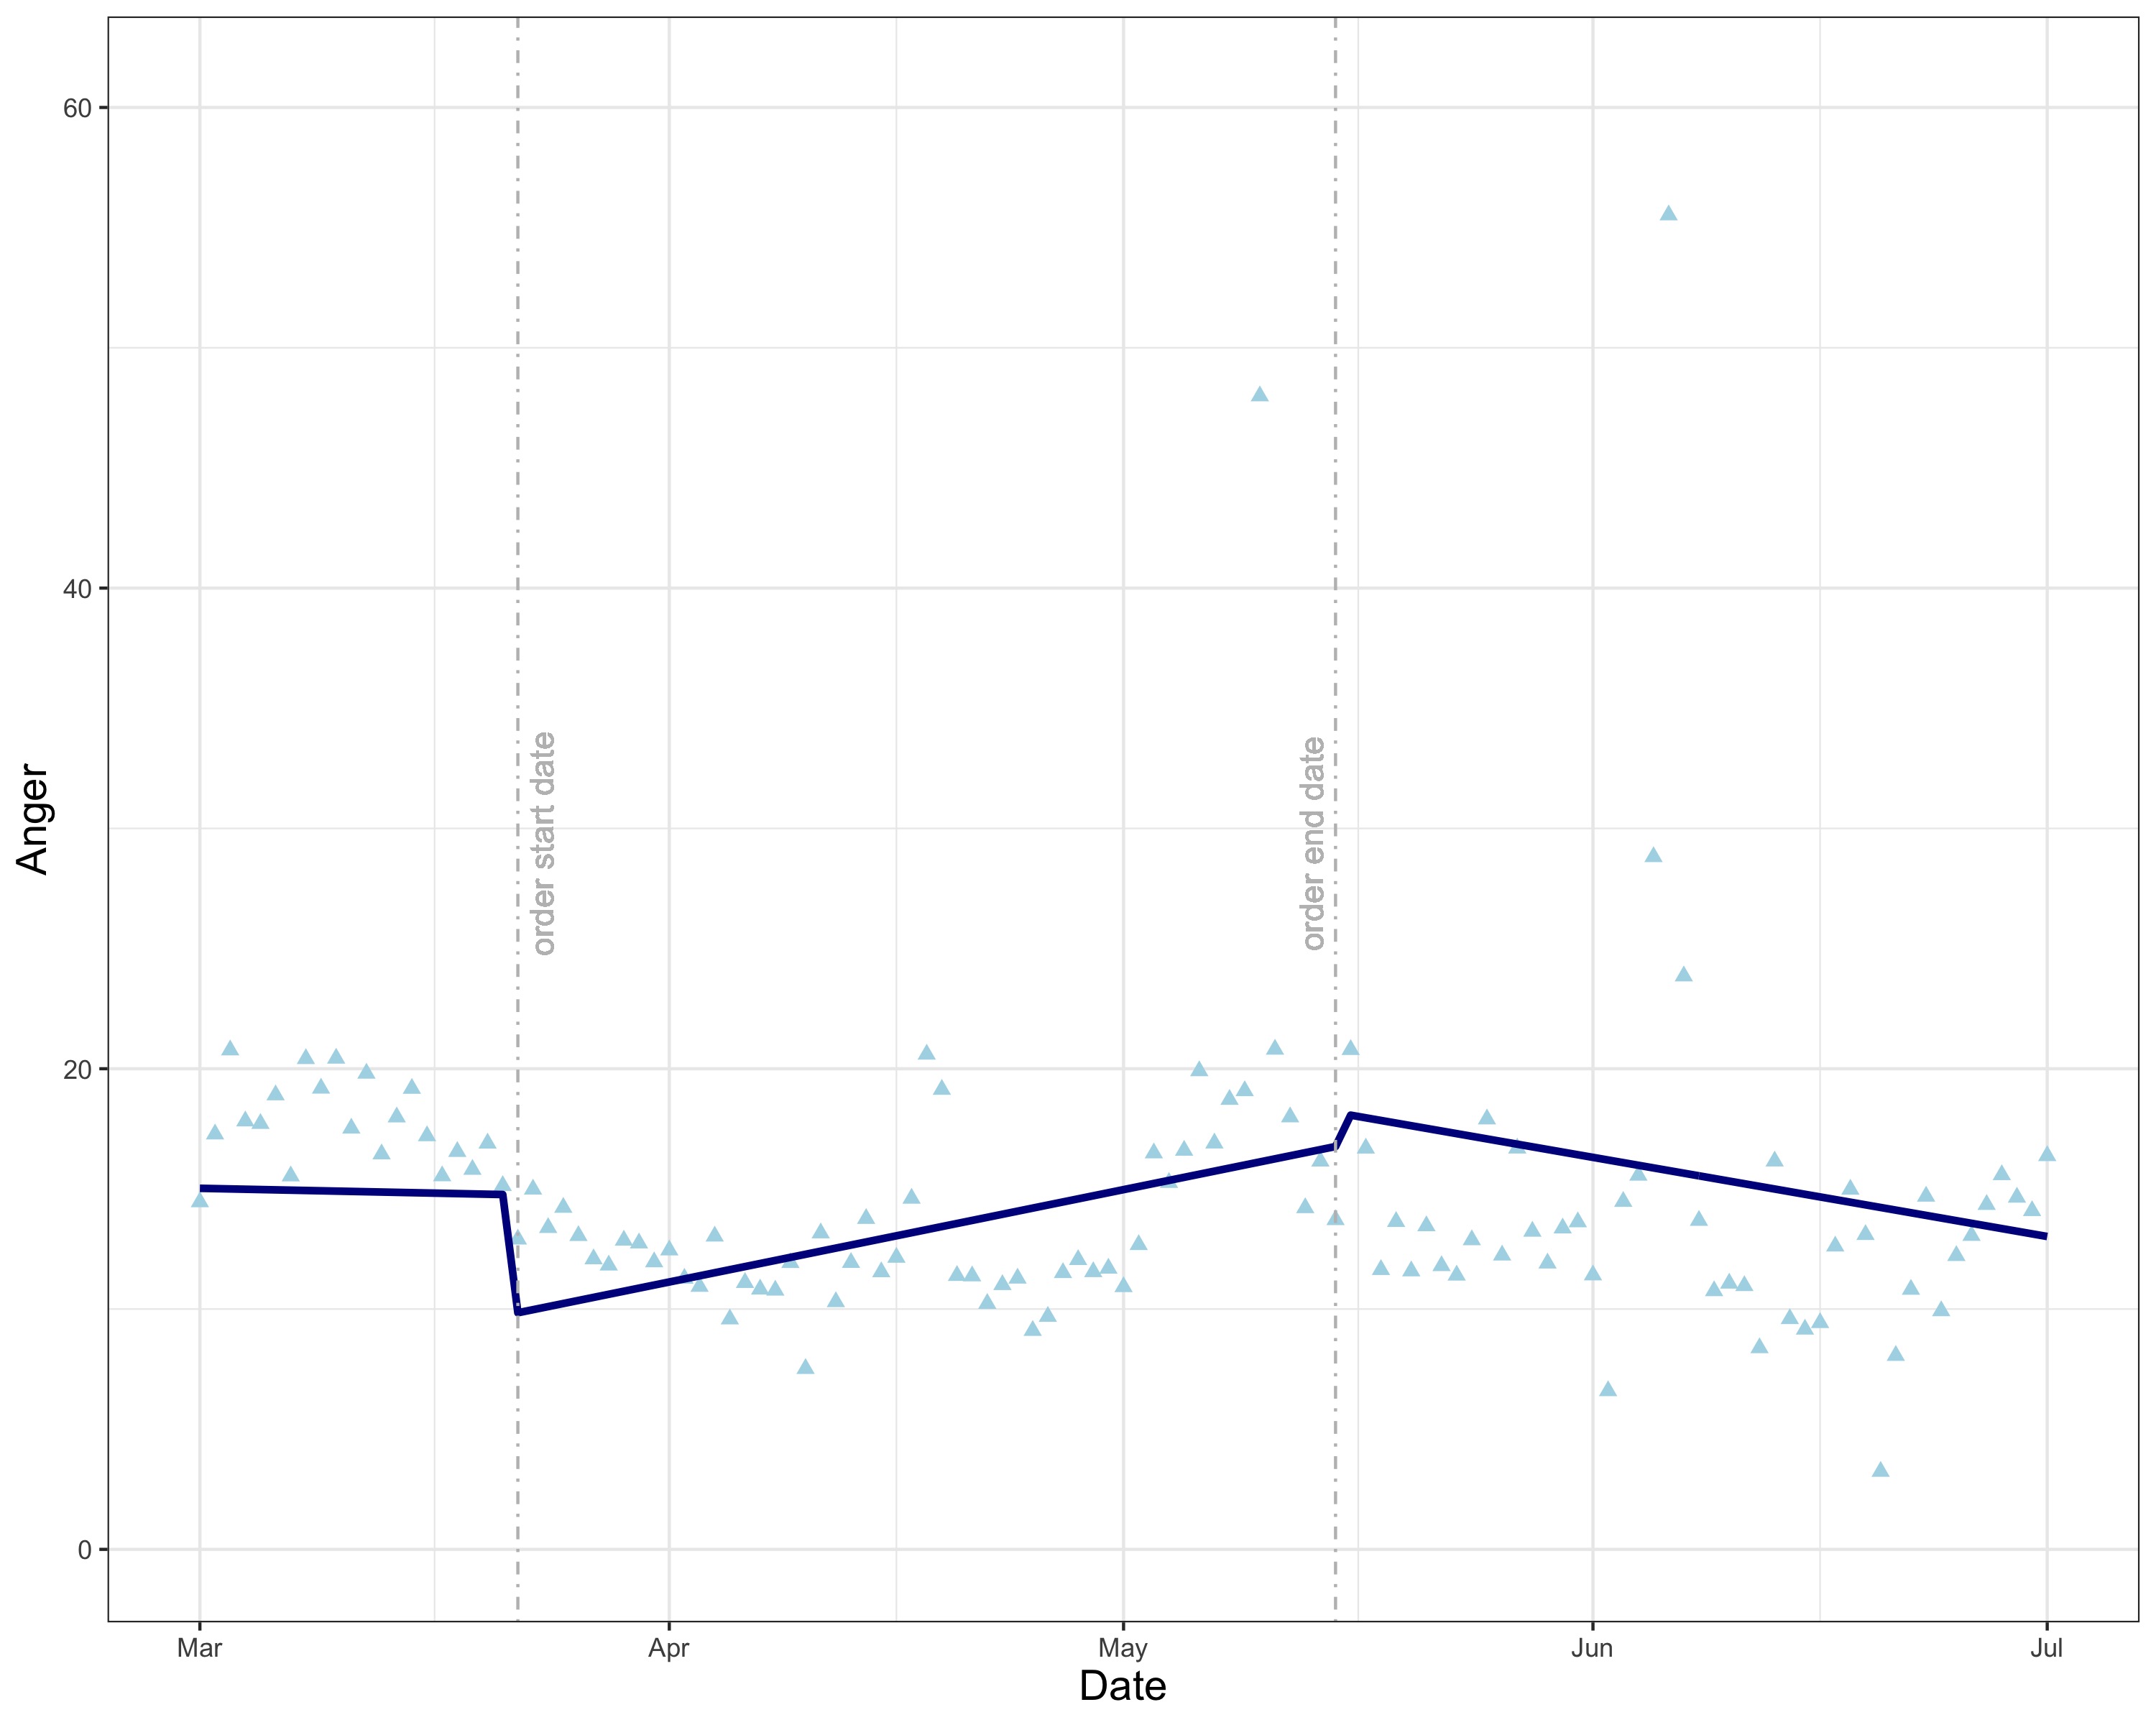 60
40
20
0
Anger
order start date
order end date
Mar
Apr
May
Jun
Jul
Date